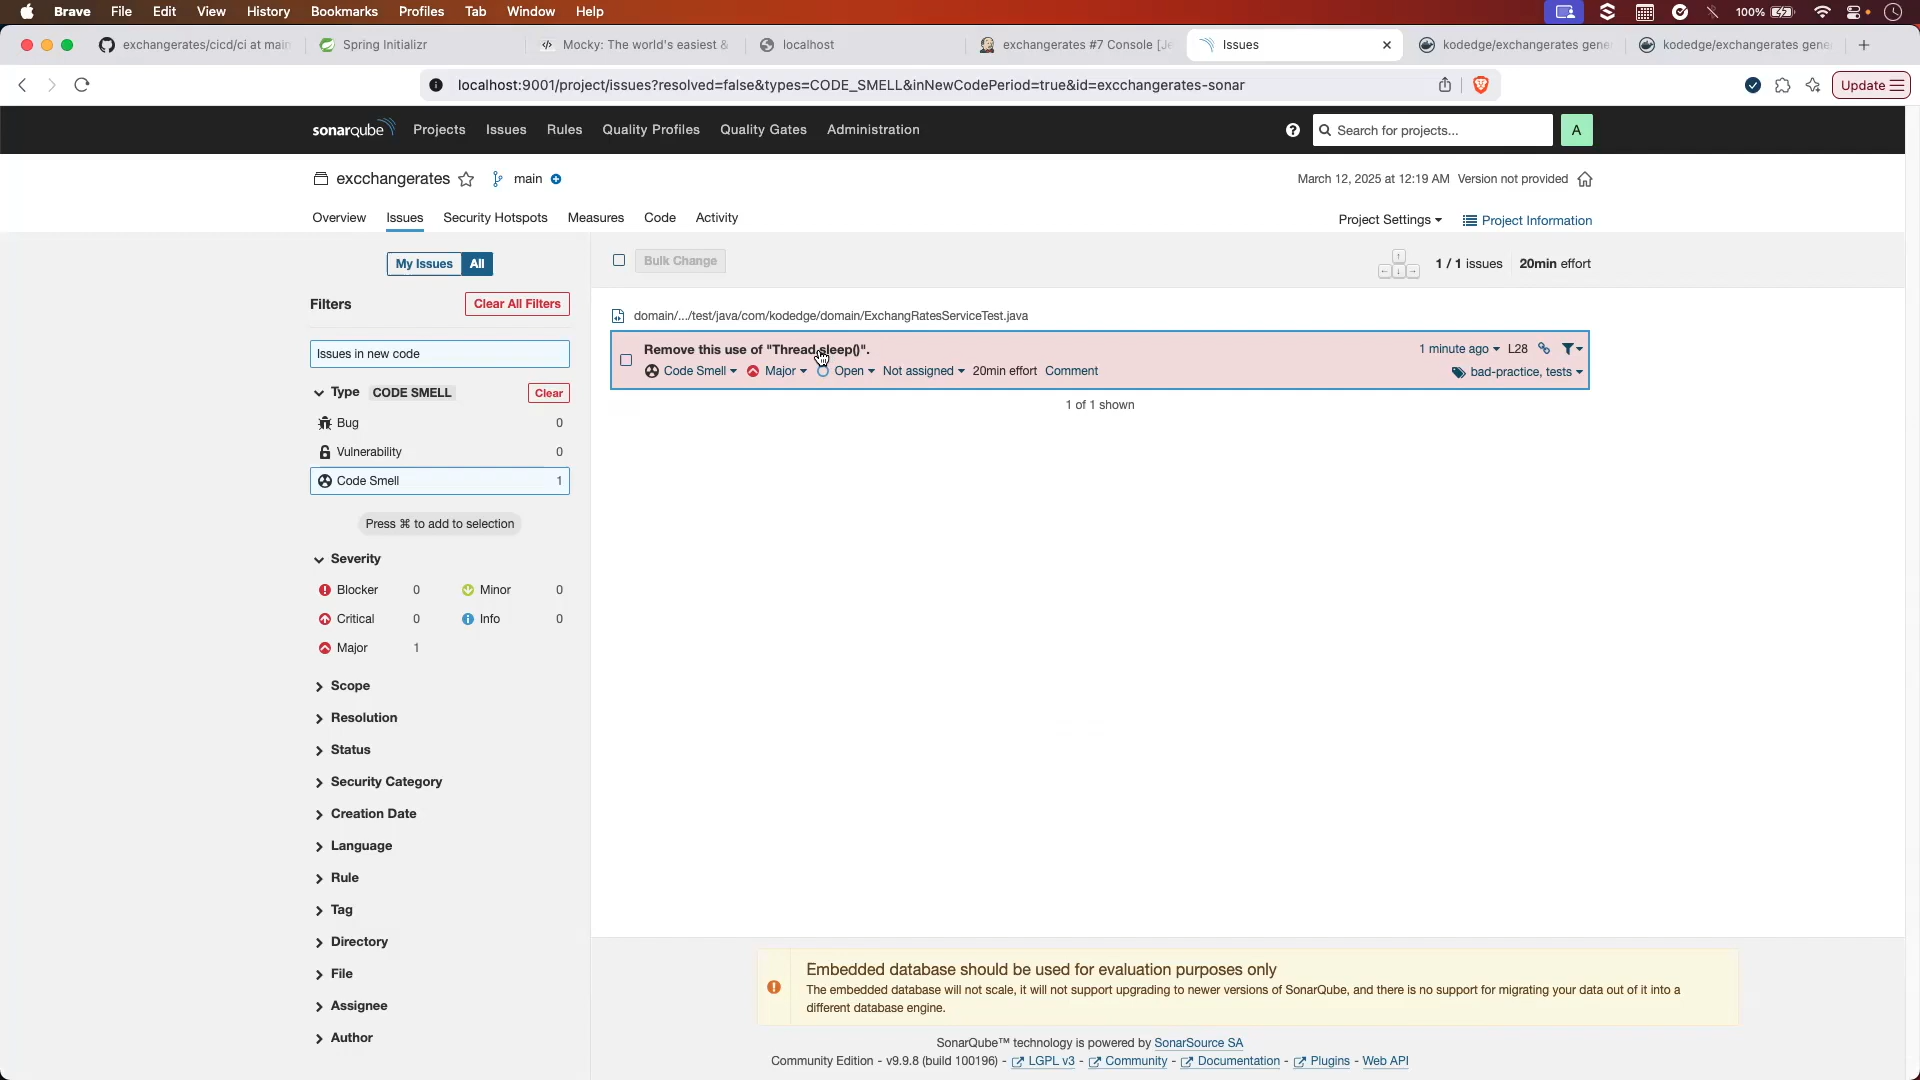 Brave File Edit View History Bookmarks Profiles Tab Window Help 100%
exchangerates/cicd/ci at main Spring Initializr Mocky: The world's easiest & localhost exchangerates #7 Console [Je Issues kodedge/exchangerates gene kodedge/exchangerates gene
localhost:9001/project/issues?resolved=false&types=CODE_SMELL&inNewCodePeriod=true&id=excchangerates-sonar Update
sonarqube Projects Issues Rules Quality Profiles Quality Gates Administration Search for projects... A
excchangerates main March 12, 2025 at 12:19 AM Version not provided
Overview Issues Security Hotspots Measures Code Activity Project Settings Project Information
My Issues All Bulk Change 1 / 1 issues 20min effort
Filters Clear All Filters
domain/.../test/java/com/kodedge/domain/ExchangRatesServiceTest.java
Issues in new code
Remove this use of "Thread.sleep()". 1 minute ago L28
Code Smell Major Open Not assigned 20min effort Comment bad-practice, tests
1 of 1 shown
Type CODE SMELL Clear
Bug 0
Vulnerability 0
Code Smell 1
Press ⌘ to add to selection
Severity
Blocker 0 Minor 0
Critical 0 Info 0
Major 1
Scope
Resolution
Status
Security Category
Creation Date
Language
Rule
Tag
Directory
File
Assignee
Author
Embedded database should be used for evaluation purposes only
The embedded database will not scale, it will not support upgrading to newer versions of SonarQube, and there is no support for migrating your data out of it into a
different database engine.
SonarQube™ technology is powered by SonarSource SA
Community Edition - v9.9.8 (build 100196) - LGPL v3 - Community - Documentation - Plugins - Web API